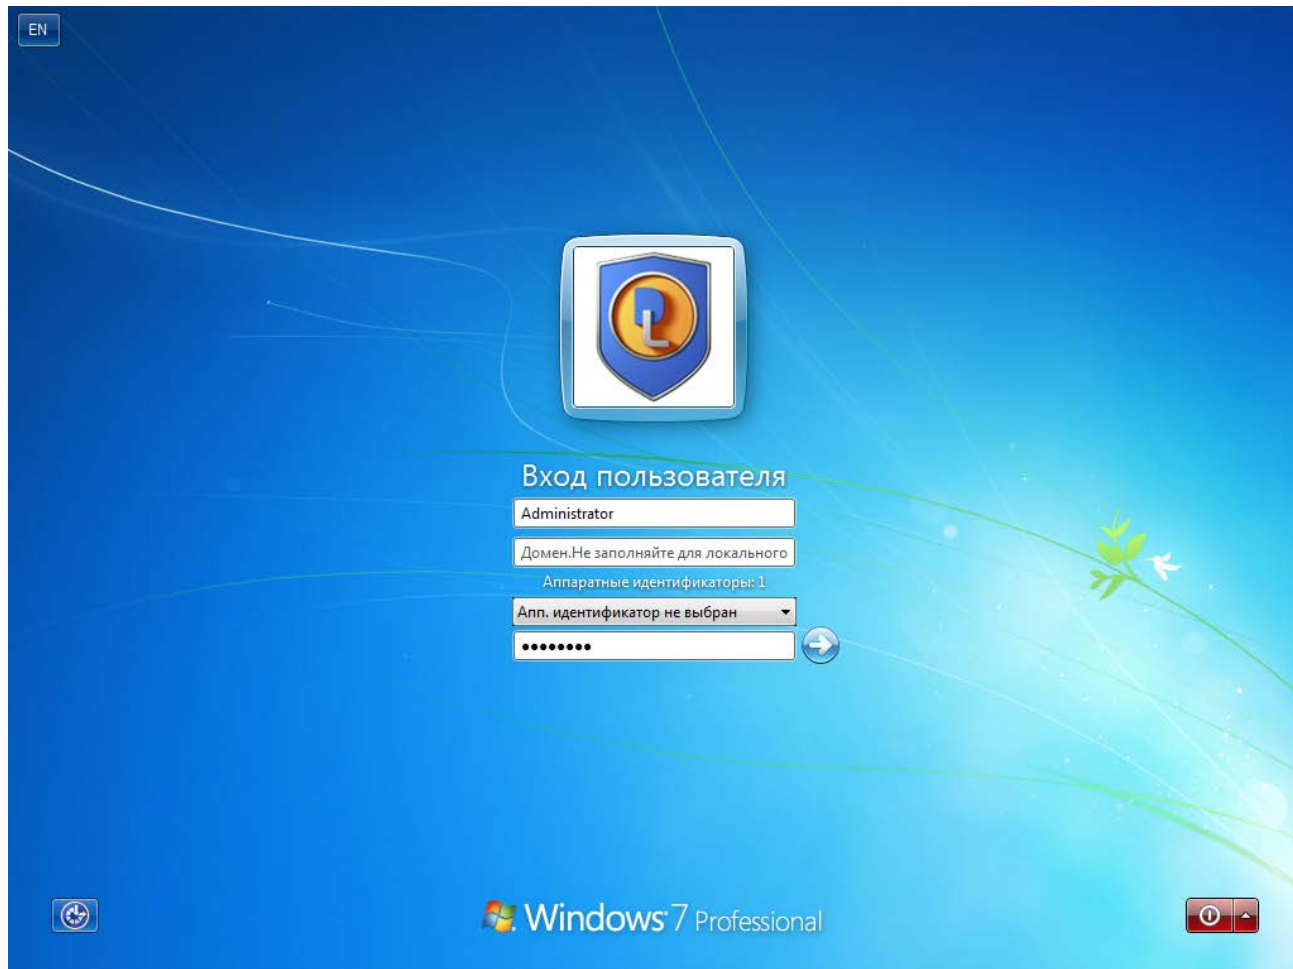 EN
DL
Вход пользователя
Administrator
Домен.Не заполняйте для локального
Аппаратные идентификаторы: 1
Апп. идентификатор не выбран
••••••••
Windows 7 Professional